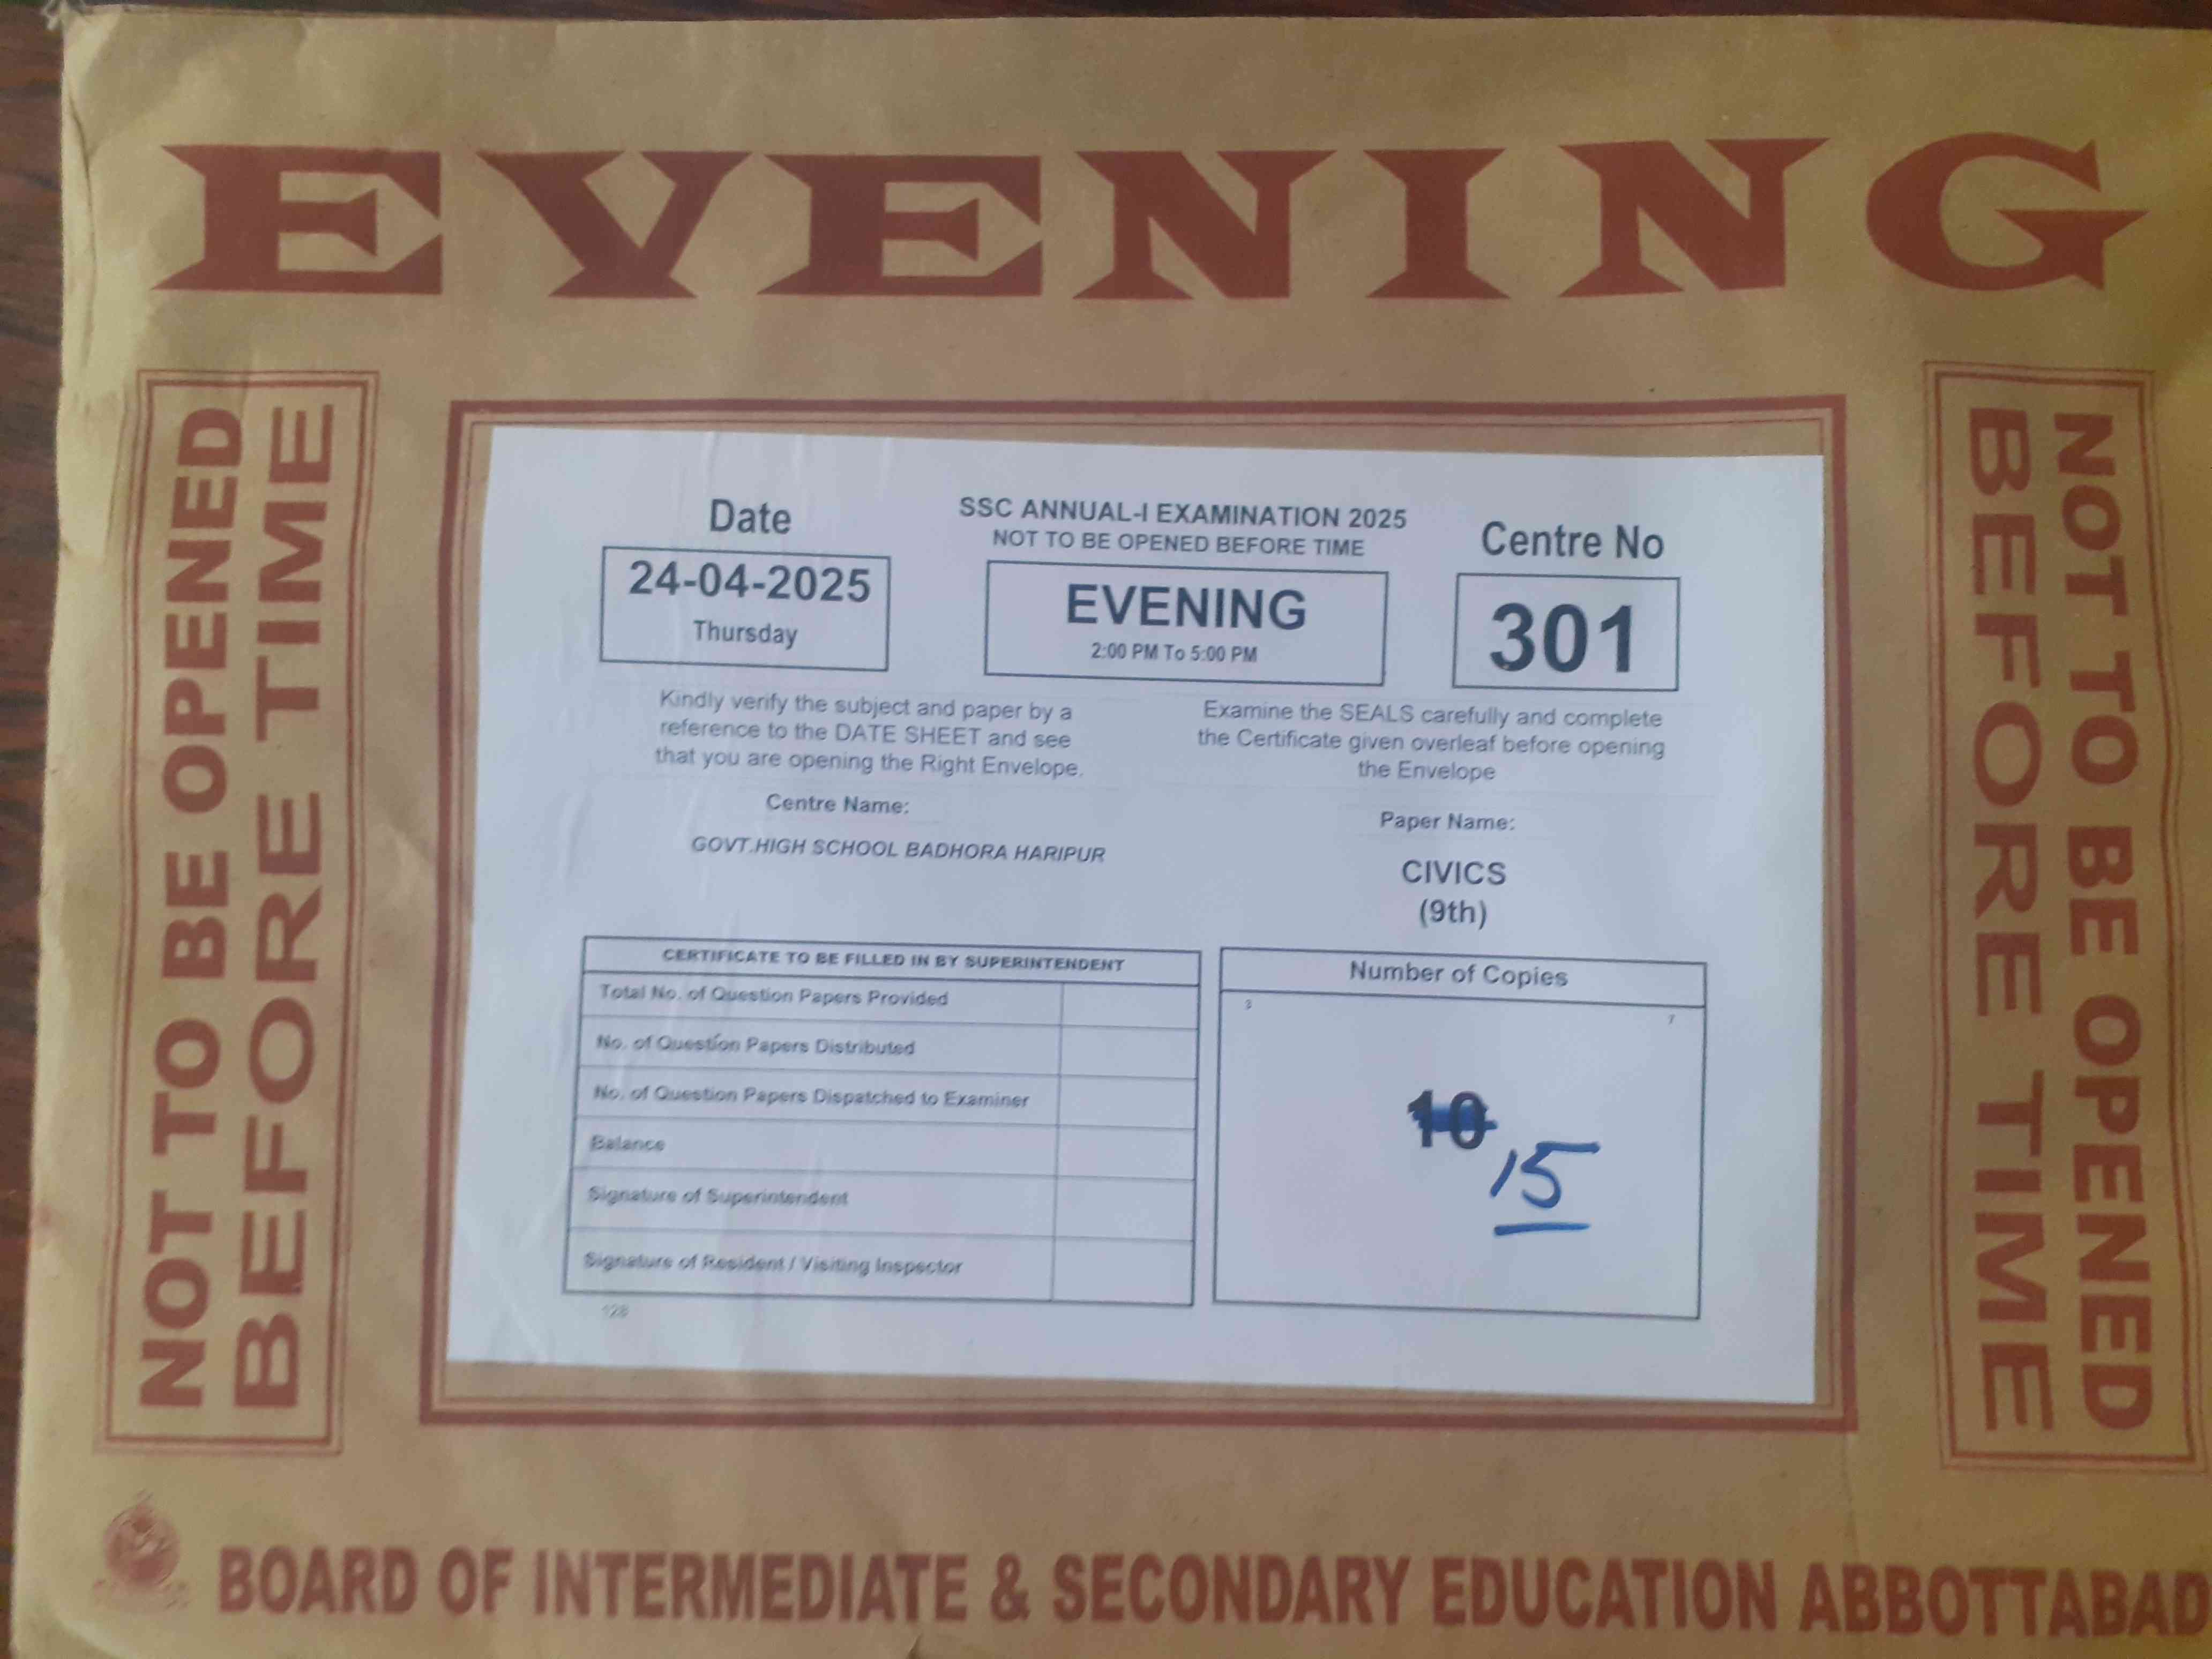 EVENING
NOT TO BE OPENED
BEFORE TIME
Date
24-04-2025
Thursday
SSC ANNUAL-I EXAMINATION 2025
NOT TO BE OPENED BEFORE TIME
EVENING
2:00 PM To 5:00 PM
Centre No
301
Kindly verify the subject and paper by a
reference to the DATE SHEET and see
that you are opening the Right Envelope.
Examine the SEALS carefully and complete
the Certificate given overleaf before opening
the Envelope
Centre Name:
GOVT.HIGH SCHOOL BADHORA HARIPUR
Paper Name:
CIVICS
(9th)
CERTIFICATE TO BE FILLED IN BY SUPERINTENDENT
Total No. of Question Papers Provided
No. of Question Papers Distributed
No. of Question Papers Dispatched to Examiner
Balance
Signature of Superintendent
Signature of Resident / Visiting Inspector
128
Number of Copies
3
7
10
15
NOT TO BE OPENED
BEFORE TIME
BOARD OF INTERMEDIATE & SECONDARY EDUCATION ABBOTTABAD